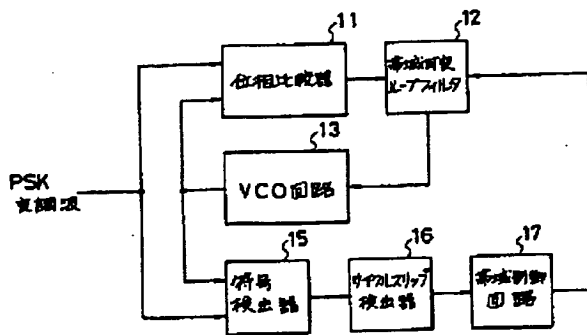 11
位相比較器
12
帯域可変
ループフィルタ
13
VCO回路
PSK
変調波
15
符号
検出器
16
サイクルスリップ
検出器
17
帯域制御
回路